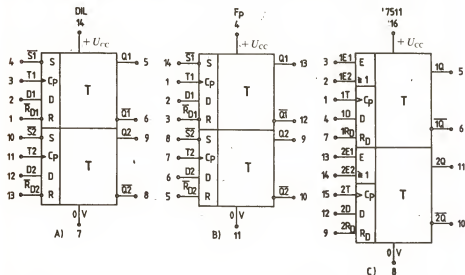 DIL
14
+ Ucc
4 S̅1̅ S Q1 5
3 T1 Cp T
2 D1 D
1 R̅D1 R Q̅1̅ 6
10 S̅2̅ S Q2 9
11 T2 Cp T
12 D2 D
13 R̅D2 R Q̅2̅ 8
0 V
A) 7
Fp
4
+ Ucc
14 S̅1̅ S Q1 13
1 T1 Cp T
2 D1 D
3 R̅D1 R Q̅1̅ 12
8 S̅2̅ S Q2 9
7 T2 Cp T
6 D2 D
5 R̅D2 R Q̅2̅ 10
0 V
B) 11
'7511
16
+ Ucc
3 1E1 E 1Q 5
2 1E2 ≥1
1 1T Cp T
4 1D D
7 1RD RD 1Q̅ 6
13 2E1 E 2Q 11
14 2E2 ≥1
15 2T Cp T
12 2D D
9 2RD RD 2Q̅ 10
0 V
C) 8